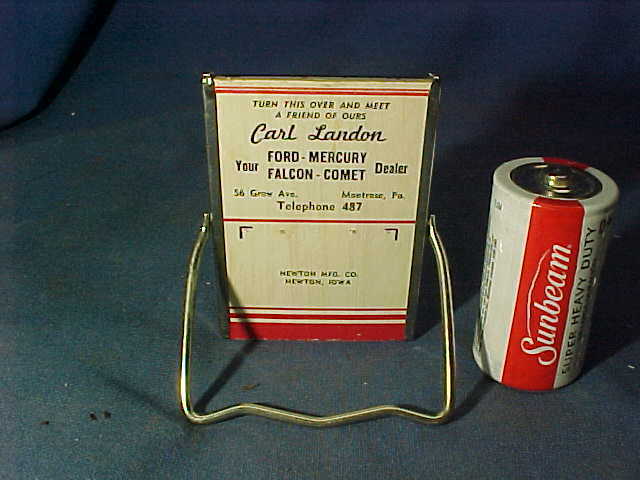 TURN THIS OVER AND MEET
A FRIEND OF OURS
Carl Landon
Your FORD - MERCURY Dealer
FALCON - COMET
56 Grow Ave. Montrose, Pa.
Telephone 487
NEWTON MFG. CO.
NEWTON, IOWA
Sunbeam
SUPER HEAVY DUTY